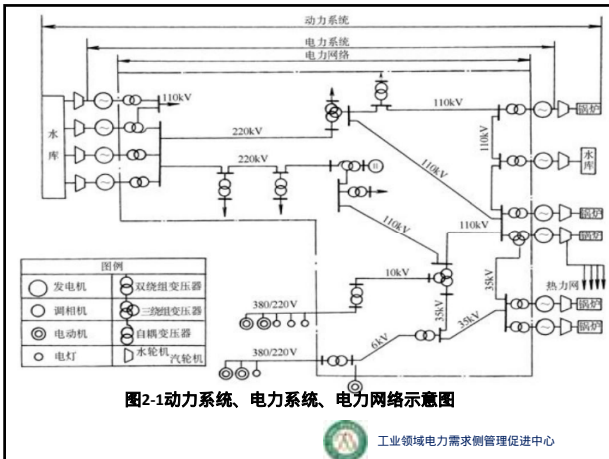 动力系统
电力系统
电力网络
110kV
水库
220kV
220kV
110kV
110kV
110kV
110kV
110kV
10kV
35kV
35kV
35kV
6kV
380/220V
380/220V
锅炉
水库
锅炉
锅炉
热力网
锅炉
锅炉
图例
发电机
双绕组变压器
调相机
三绕组变压器
电动机
自耦变压器
电灯
水轮机
汽轮机
图2-1动力系统、电力系统、电力网络示意图
工业领域电力需求侧管理促进中心